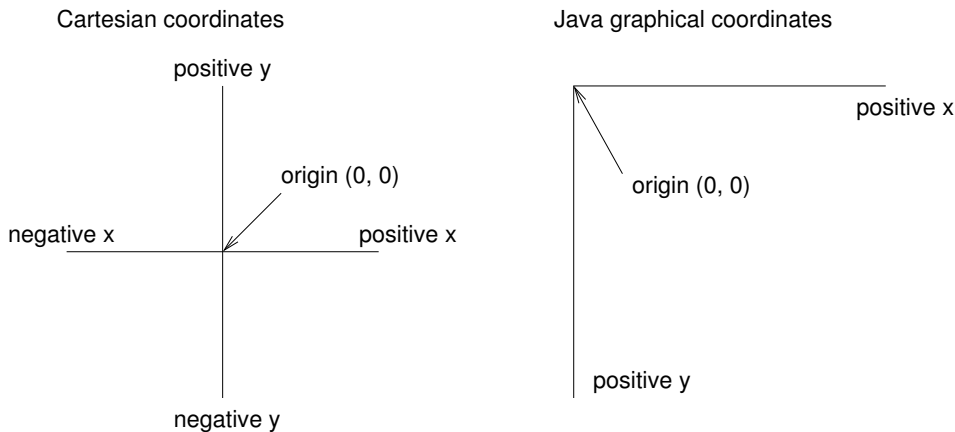 Cartesian coordinates
positive y
origin (0, 0)
negative x
positive x
negative y
Java graphical coordinates
positive x
origin (0, 0)
positive y